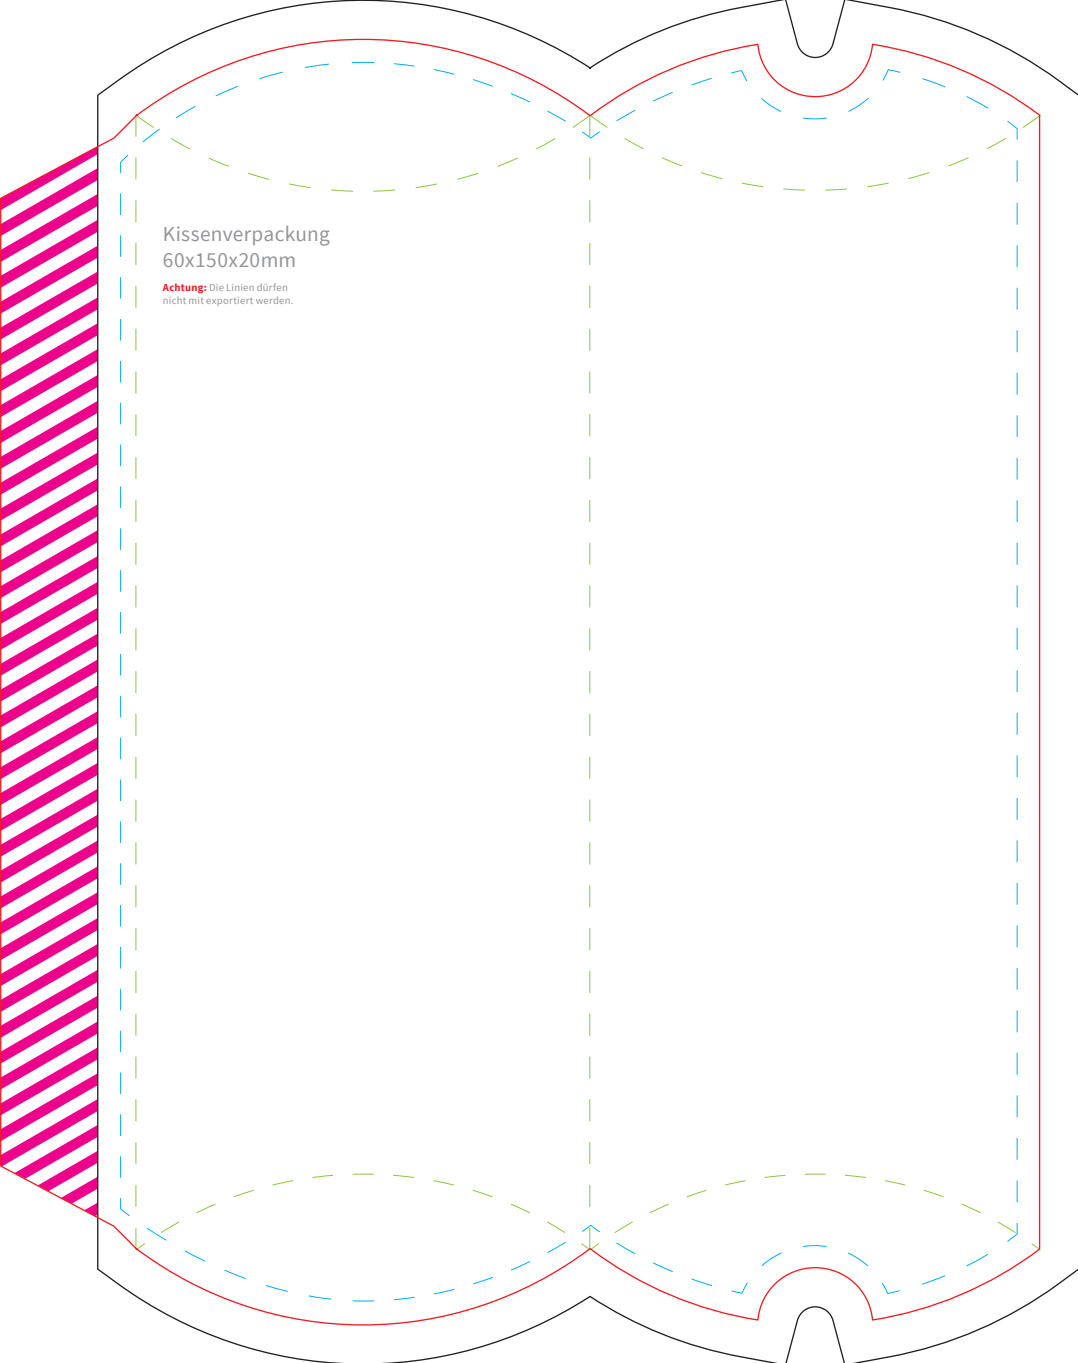 Kissenverpackung
60x150x20mm
Achtung: Die Linien dürfen
nicht mit exportiert werden.